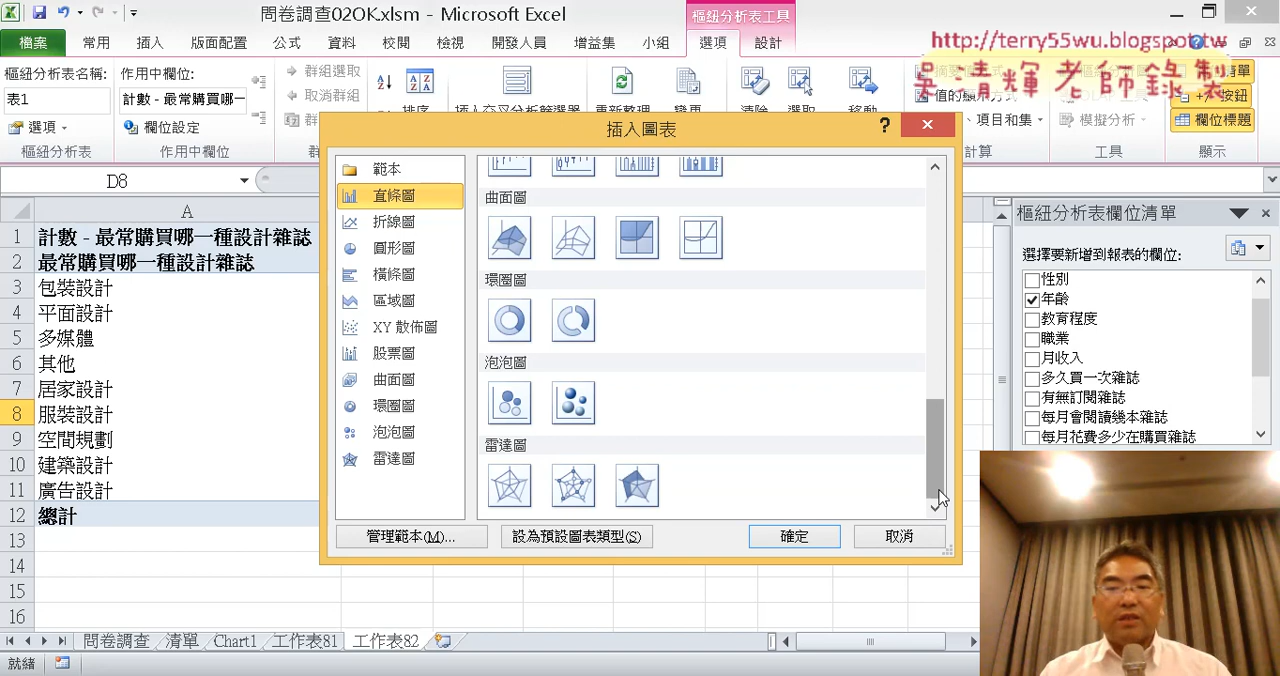 問卷調查02OK.xlsm - Microsoft Excel
樞紐分析表工具
檔案 常用 插入 版面配置 公式 資料 校閱 檢視 開發人員 增益集 小組 選項 設計
http://terry55wu.blogspot.tw
吳清輝老師錄製
樞紐分析表名稱:
表1
選項
樞紐分析表
作用中欄位:
計數 - 最常購買哪一
欄位設定
作用中欄位
群組選取
取消群組
值的顯示方式
項目和集
計算
模擬分析
工具
+/- 按鈕
欄位標題
顯示
D8
A
1 計數 - 最常購買哪一種設計雜誌
2 最常購買哪一種設計雜誌
3 包裝設計
4 平面設計
5 多媒體
6 其他
7 居家設計
8 服裝設計
9 空間規劃
10 建築設計
11 廣告設計
12 總計
13
14
15
16
插入圖表
?
範本
直條圖
折線圖
圓形圖
橫條圖
區域圖
XY 散佈圖
股票圖
曲面圖
環圈圖
泡泡圖
雷達圖
曲面圖
環圈圖
泡泡圖
雷達圖
管理範本(M)...
設為預設圖表類型(S)
確定
取消
樞紐分析表欄位清單
選擇要新增到報表的欄位:
性別
年齡
教育程度
職業
月收入
多久買一次雜誌
有無訂閱雜誌
每月會閱讀幾本雜誌
每月花費多少在購買雜誌
問卷調查 清單 Chart1 工作表81 工作表82
就緒